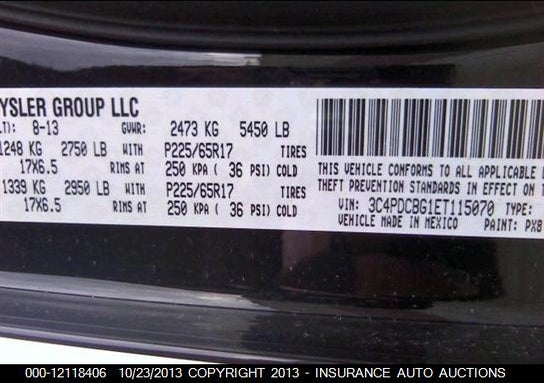 YSLER GROUP LLC
LT): 8-13 GVWR: 2473 KG 5450 LB
1248 KG 2750 LB WITH P225/65R17 TIRES
17X6.5 RIMS AT 250 KPA ( 36 PSI) COLD
1339 KG 2950 LB WITH P225/65R17 TIRES
17X6.5 RIMS AT 250 KPA ( 36 PSI) COLD
THIS VEHICLE CONFORMS TO ALL APPLICABLE
THEFT PREVENTION STANDARDS IN EFFECT ON T
VIN: 3C4PDCBG1ET115070 TYPE:
VEHICLE MADE IN MEXICO PAINT: PX8
000-12118406 10/23/2013 COPYRIGHT 2013 - INSURANCE AUTO AUCTIONS